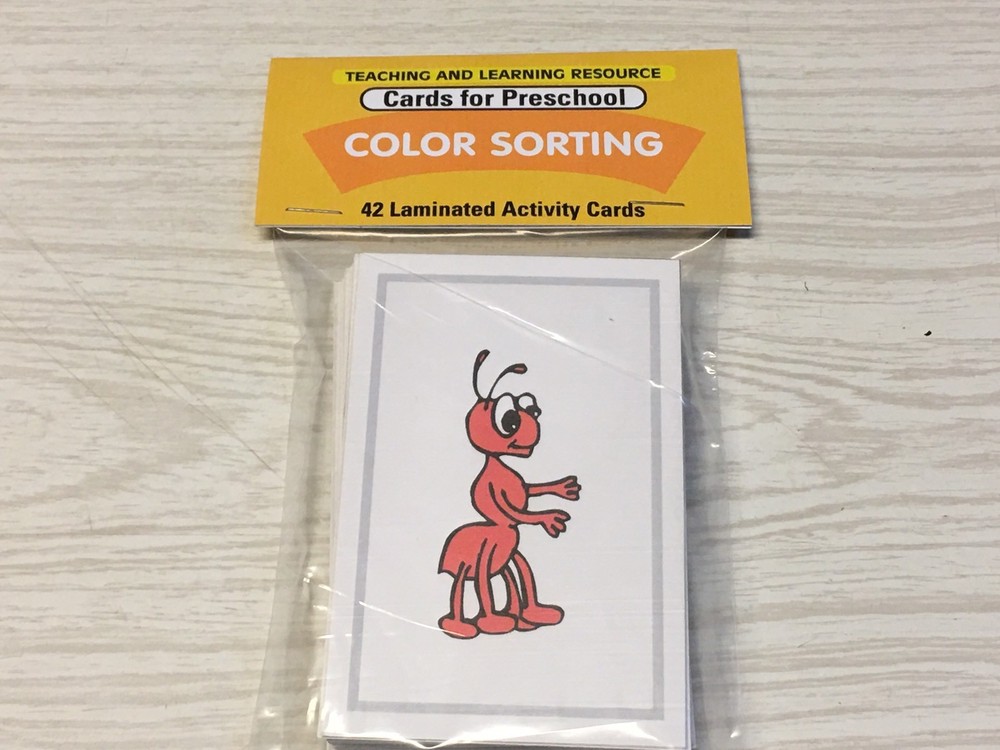 TEACHING AND LEARNING RESOURCE
Cards for Preschool
COLOR SORTING
42 Laminated Activity Cards